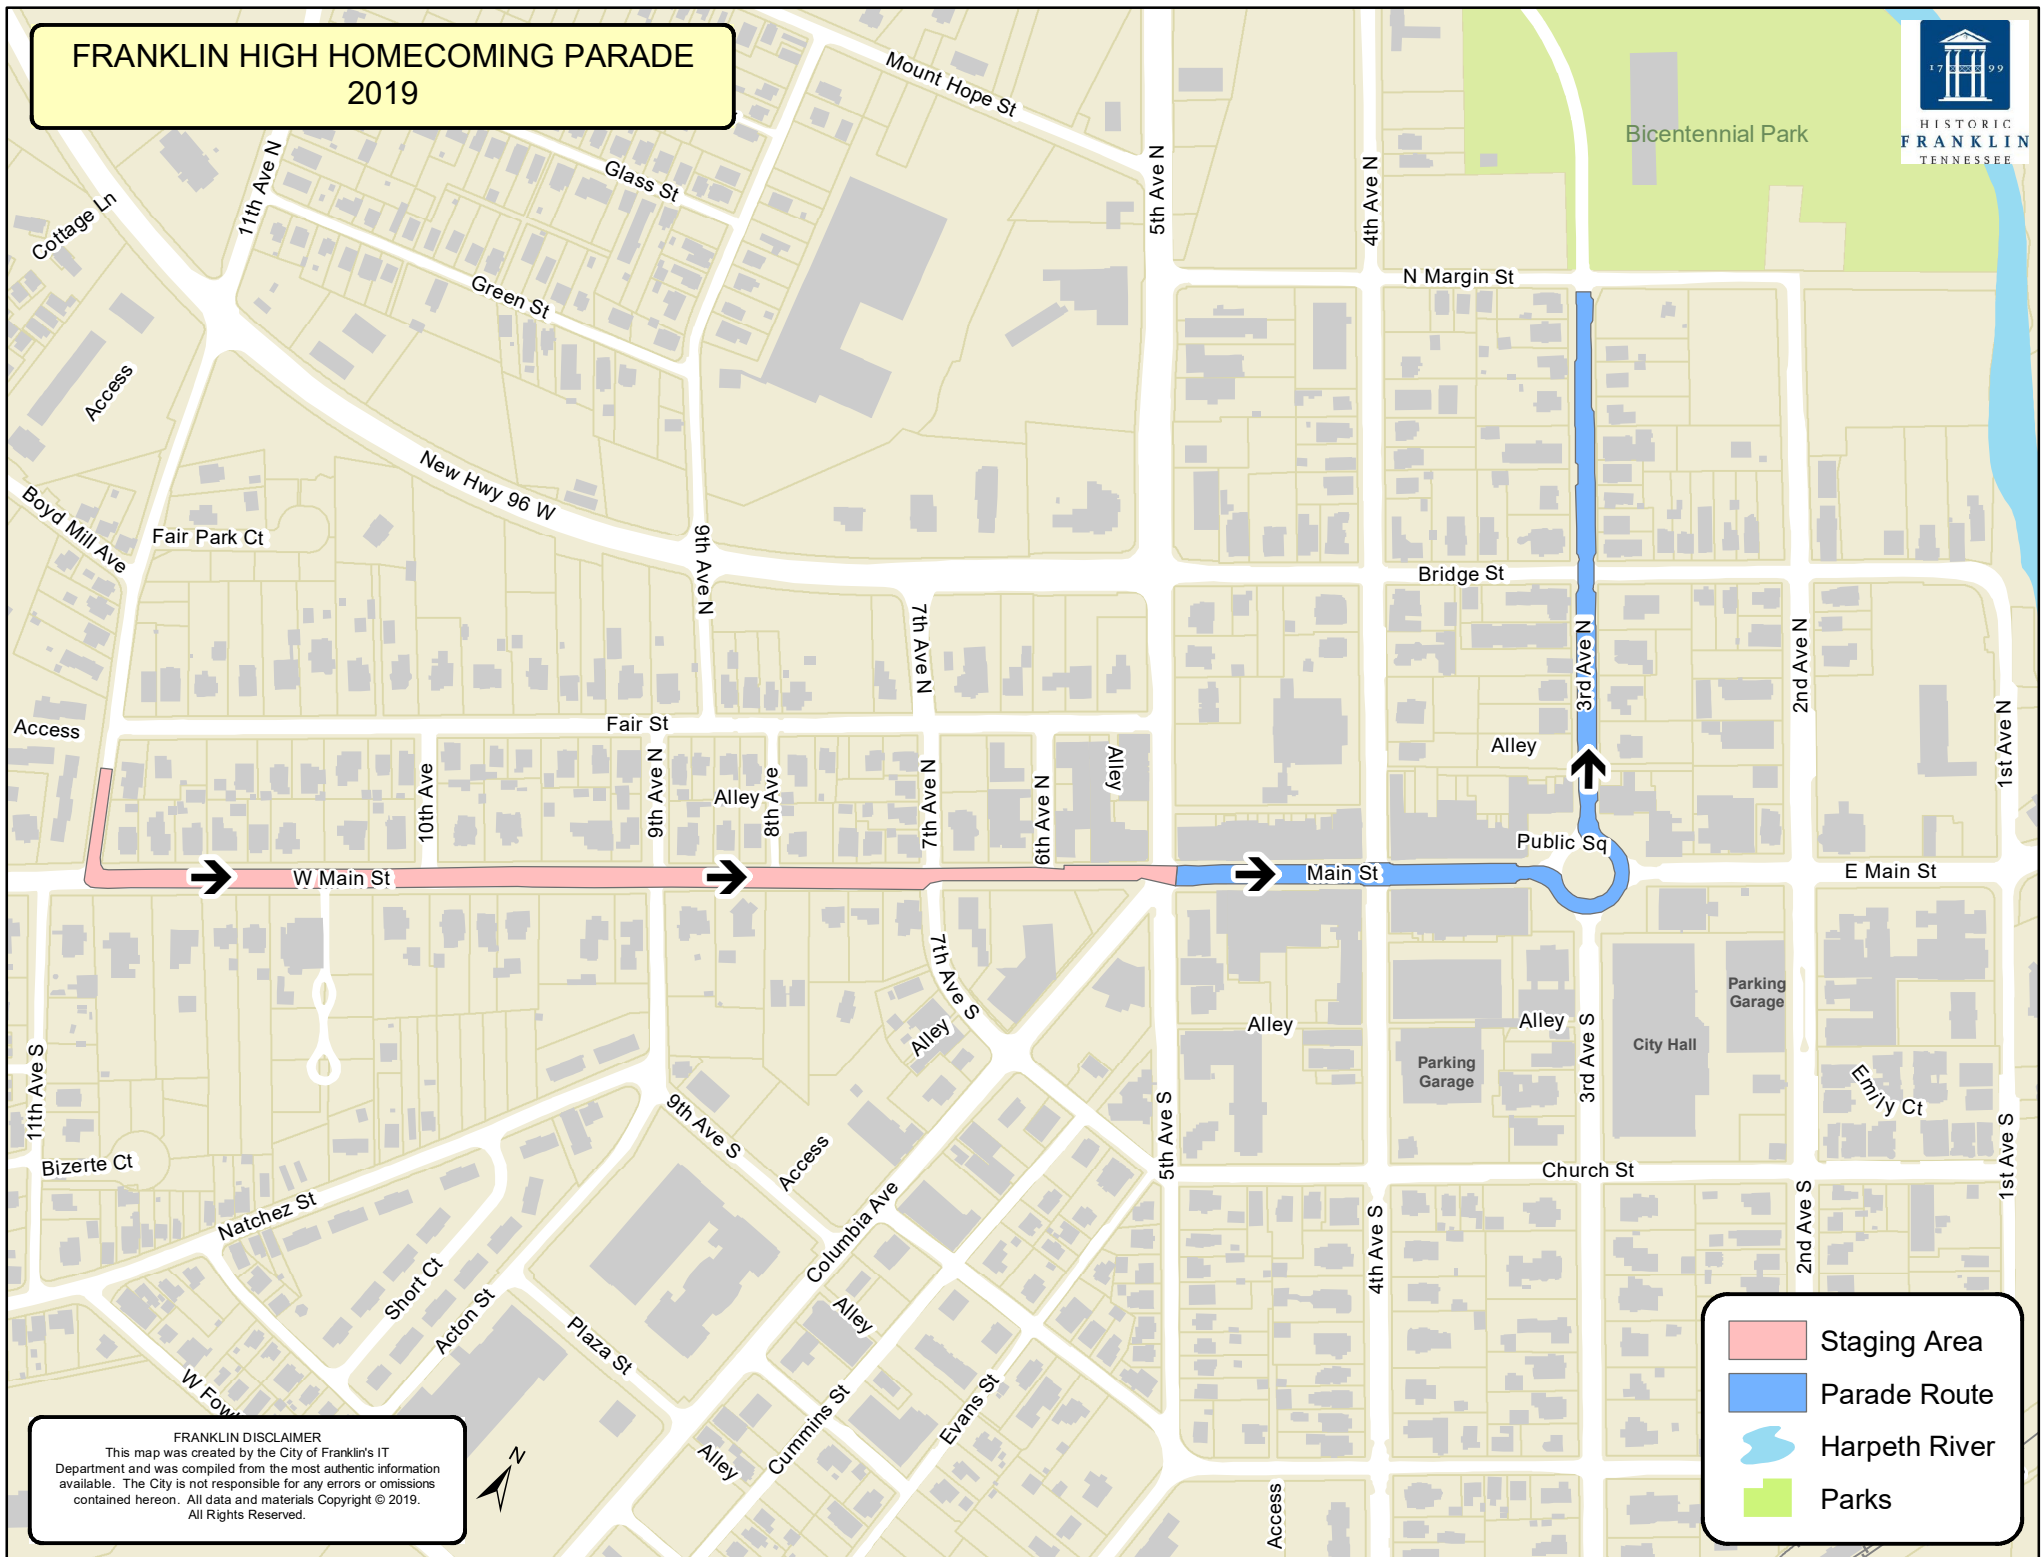 FRANKLIN HIGH HOMECOMING PARADE
2019
17 99
HISTORIC
FRANKLIN
TENNESSEE
Mount Hope St
Bicentennial Park
11th Ave N
Glass St
5th Ave N
4th Ave N
Cottage Ln
Green St
N Margin St
Access
New Hwy 96 W
Boyd Mill Ave
Fair Park Ct
9th Ave N
Bridge St
7th Ave N
3rd Ave N
2nd Ave N
1st Ave N
Access
Fair St
Alley
Alley
10th Ave
9th Ave N
Alley
8th Ave
7th Ave N
6th Ave N
Public Sq
W Main St
Main St
E Main St
7th Ave S
Parking
Garage
Alley
Alley
Alley
City Hall
3rd Ave S
Parking
Garage
11th Ave S
Emily Ct
9th Ave S
5th Ave S
1st Ave S
Bizerte Ct
Access
Church St
Natchez St
Columbia Ave
4th Ave S
2nd Ave S
Short Ct
Acton St
Alley
Plaza St
W Fow
Cummins St
Evans St
Alley
Access
N
Staging Area
Parade Route
Harpeth River
Parks
FRANKLIN DISCLAIMER
This map was created by the City of Franklin's IT
Department and was compiled from the most authentic information
available. The City is not responsible for any errors or omissions
contained hereon. All data and materials Copyright © 2019.
All Rights Reserved.